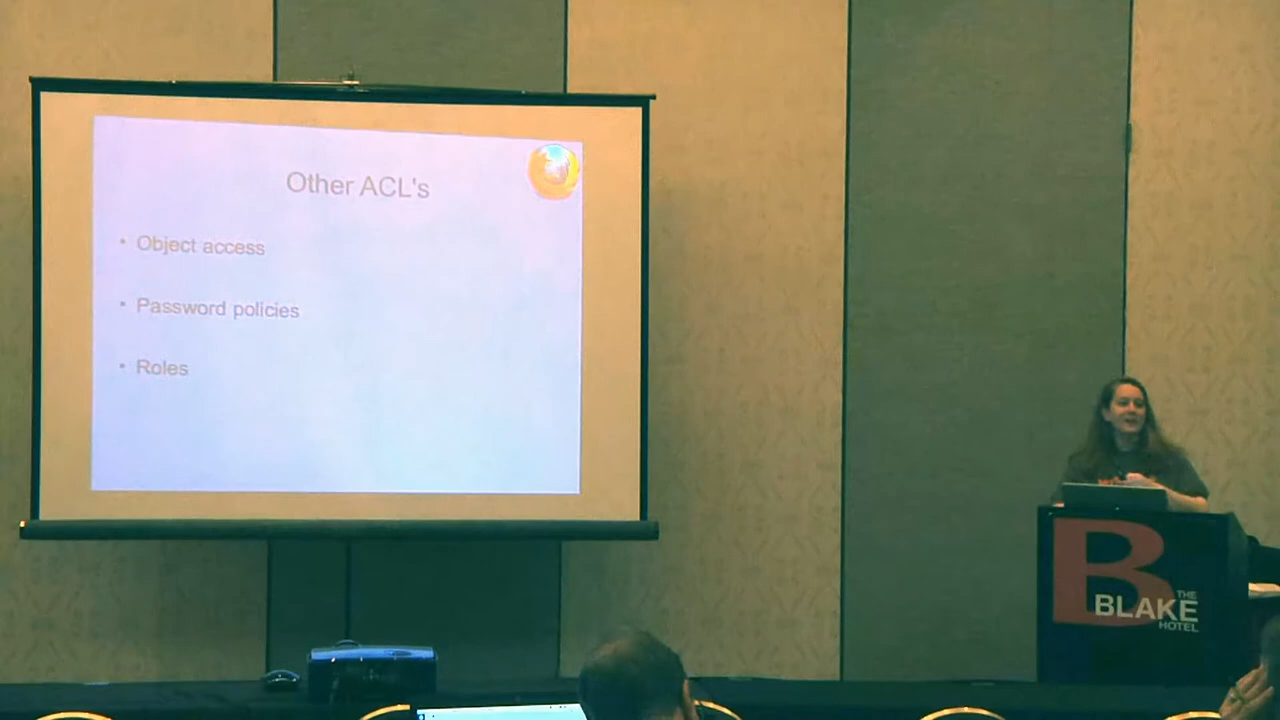 Other ACL's
• Object access
• Password policies
• Roles
B
THE
BLAKE
HOTEL